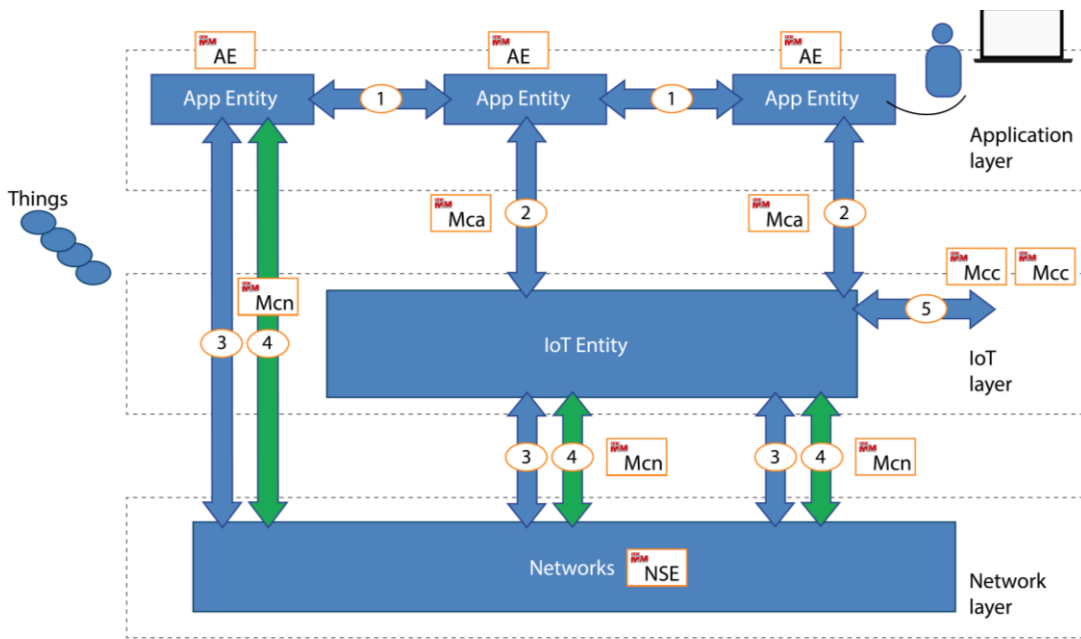 AE
AE
AE
App Entity
1
App Entity
1
App Entity
Application
layer
Things
Mca
2
Mca
2
Mcc
Mcc
Mcn
5
3
4
IoT Entity
IoT
layer
3
4
Mcn
3
4
Mcn
Networks
NSE
Network
layer